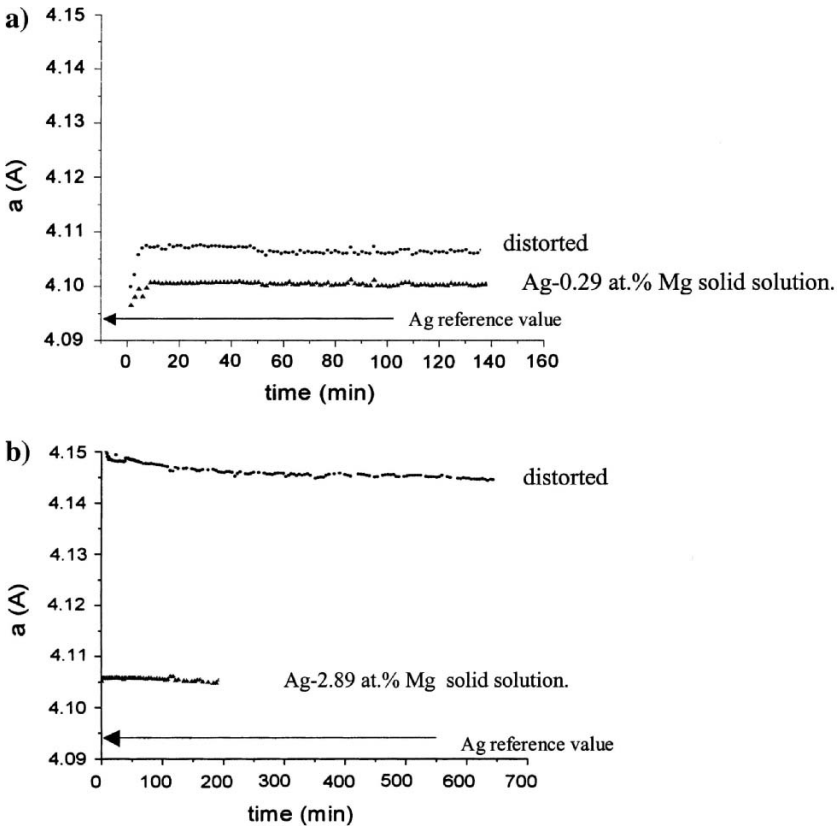 a)
4.15
4.14
4.13
4.12
4.11
4.10
4.09
a (A)
distorted
Ag-0.29 at.% Mg solid solution.
Ag reference value
0 20 40 60 80 100 120 140 160
time (min)
b)
4.15
4.14
4.13
4.12
4.11
4.10
4.09
a (A)
distorted
Ag-2.89 at.% Mg solid solution.
Ag reference value
0 100 200 300 400 500 600 700
time (min)